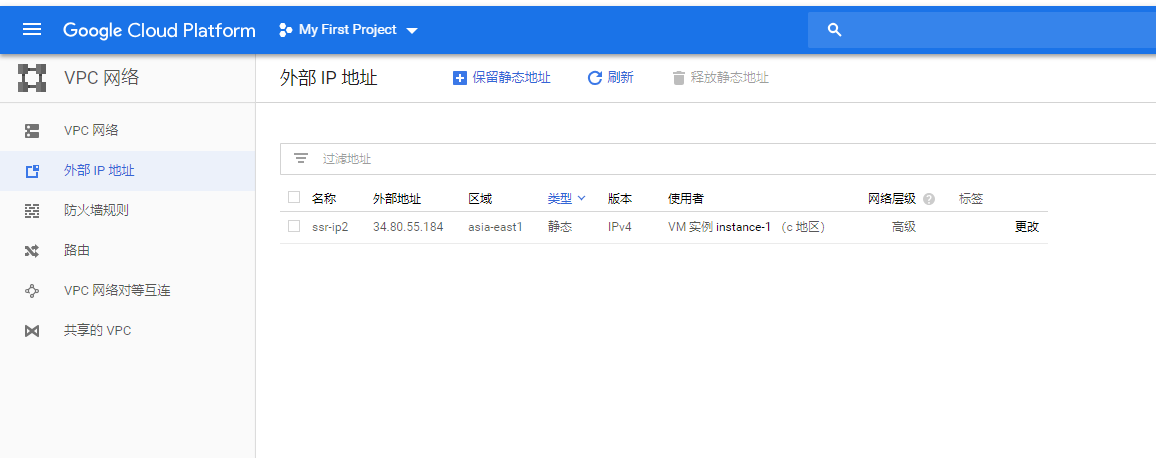 Google Cloud Platform My First Project
VPC 网络
外部 IP 地址 保留静态地址 刷新 释放静态地址
VPC 网络
外部 IP 地址
防火墙规则
路由
VPC 网络对等互连
共享的 VPC
过滤地址
名称 外部地址 区域 类型 版本 使用者 网络层级 ? 标签
ssr-ip2 34.80.55.184 asia-east1 静态 IPv4 VM 实例 instance-1 （c 地区） 高级 更改